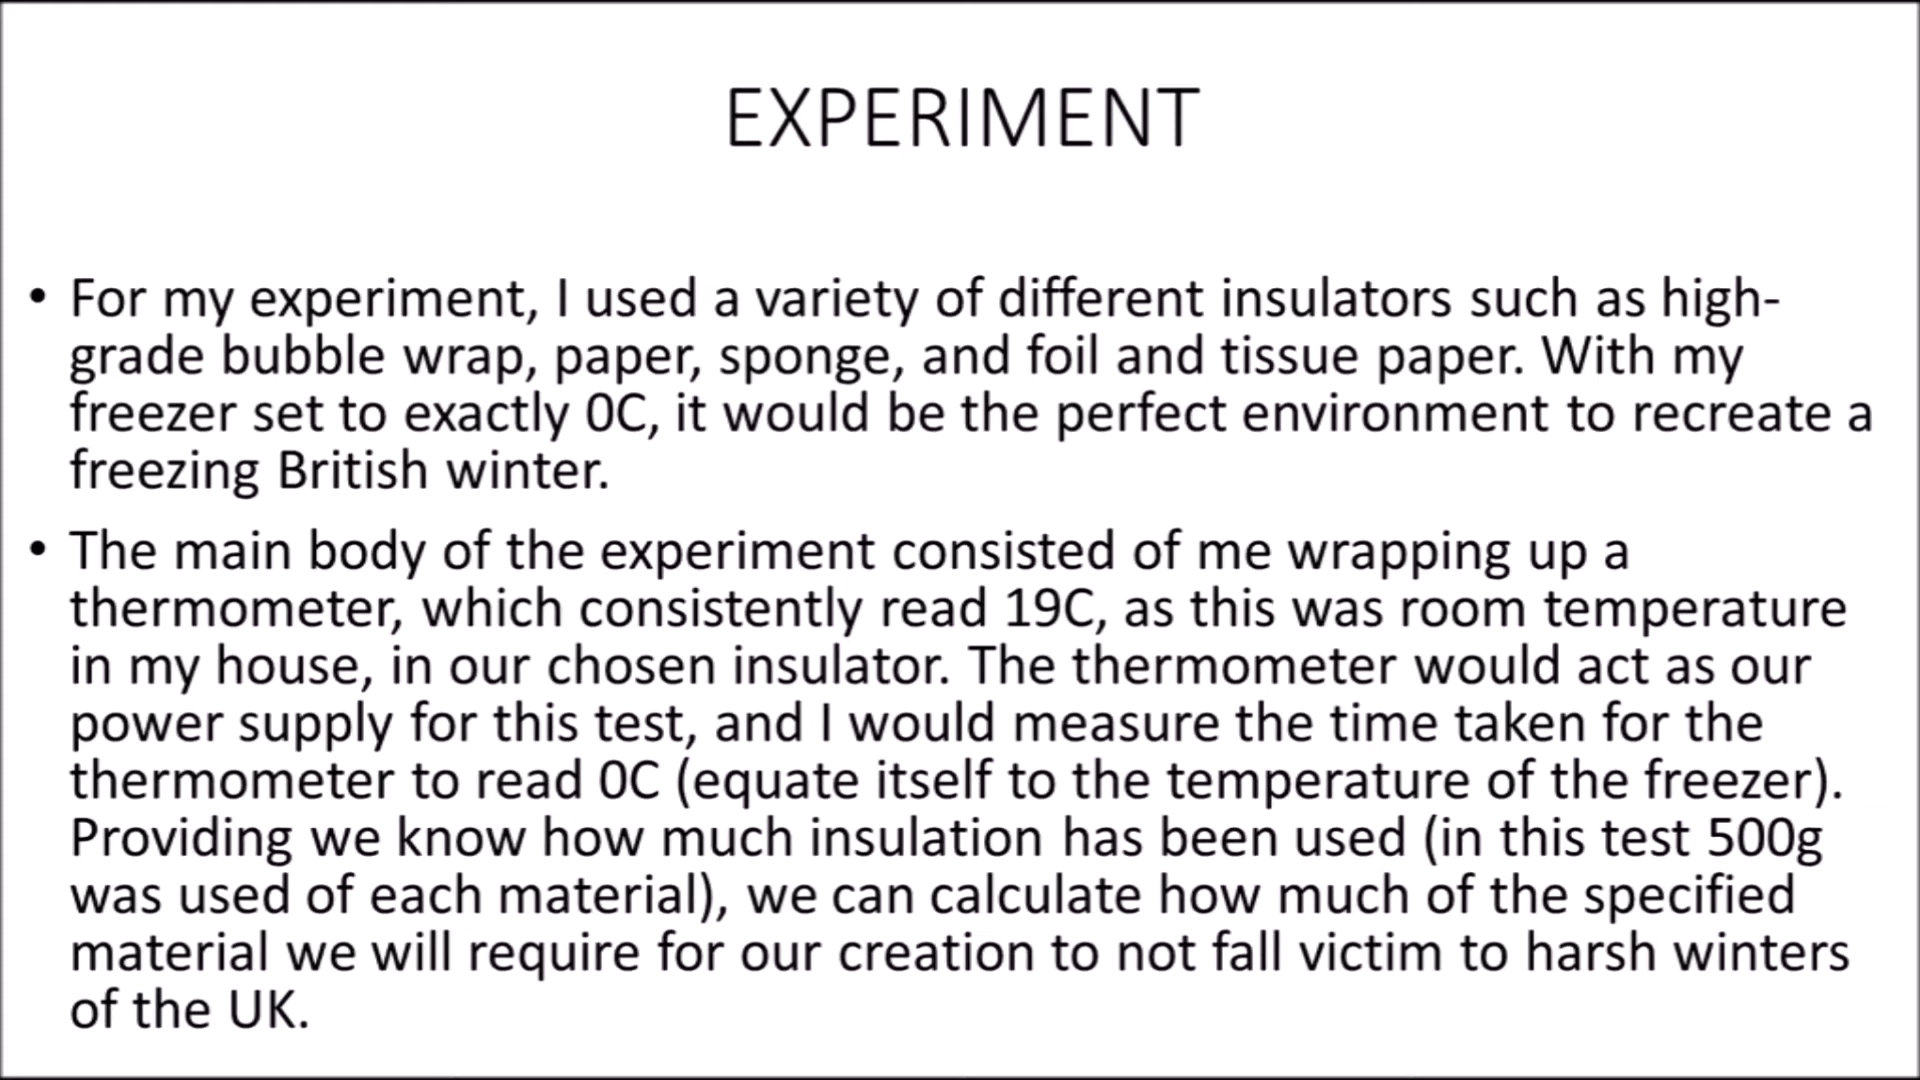 EXPERIMENT
• For my experiment, I used a variety of different insulators such as high-
grade bubble wrap, paper, sponge, and foil and tissue paper. With my
freezer set to exactly 0C, it would be the perfect environment to recreate a
freezing British winter.
• The main body of the experiment consisted of me wrapping up a
thermometer, which consistently read 19C, as this was room temperature
in my house, in our chosen insulator. The thermometer would act as our
power supply for this test, and I would measure the time taken for the
thermometer to read 0C (equate itself to the temperature of the freezer).
Providing we know how much insulation has been used (in this test 500g
was used of each material), we can calculate how much of the specified
material we will require for our creation to not fall victim to harsh winters
of the UK.